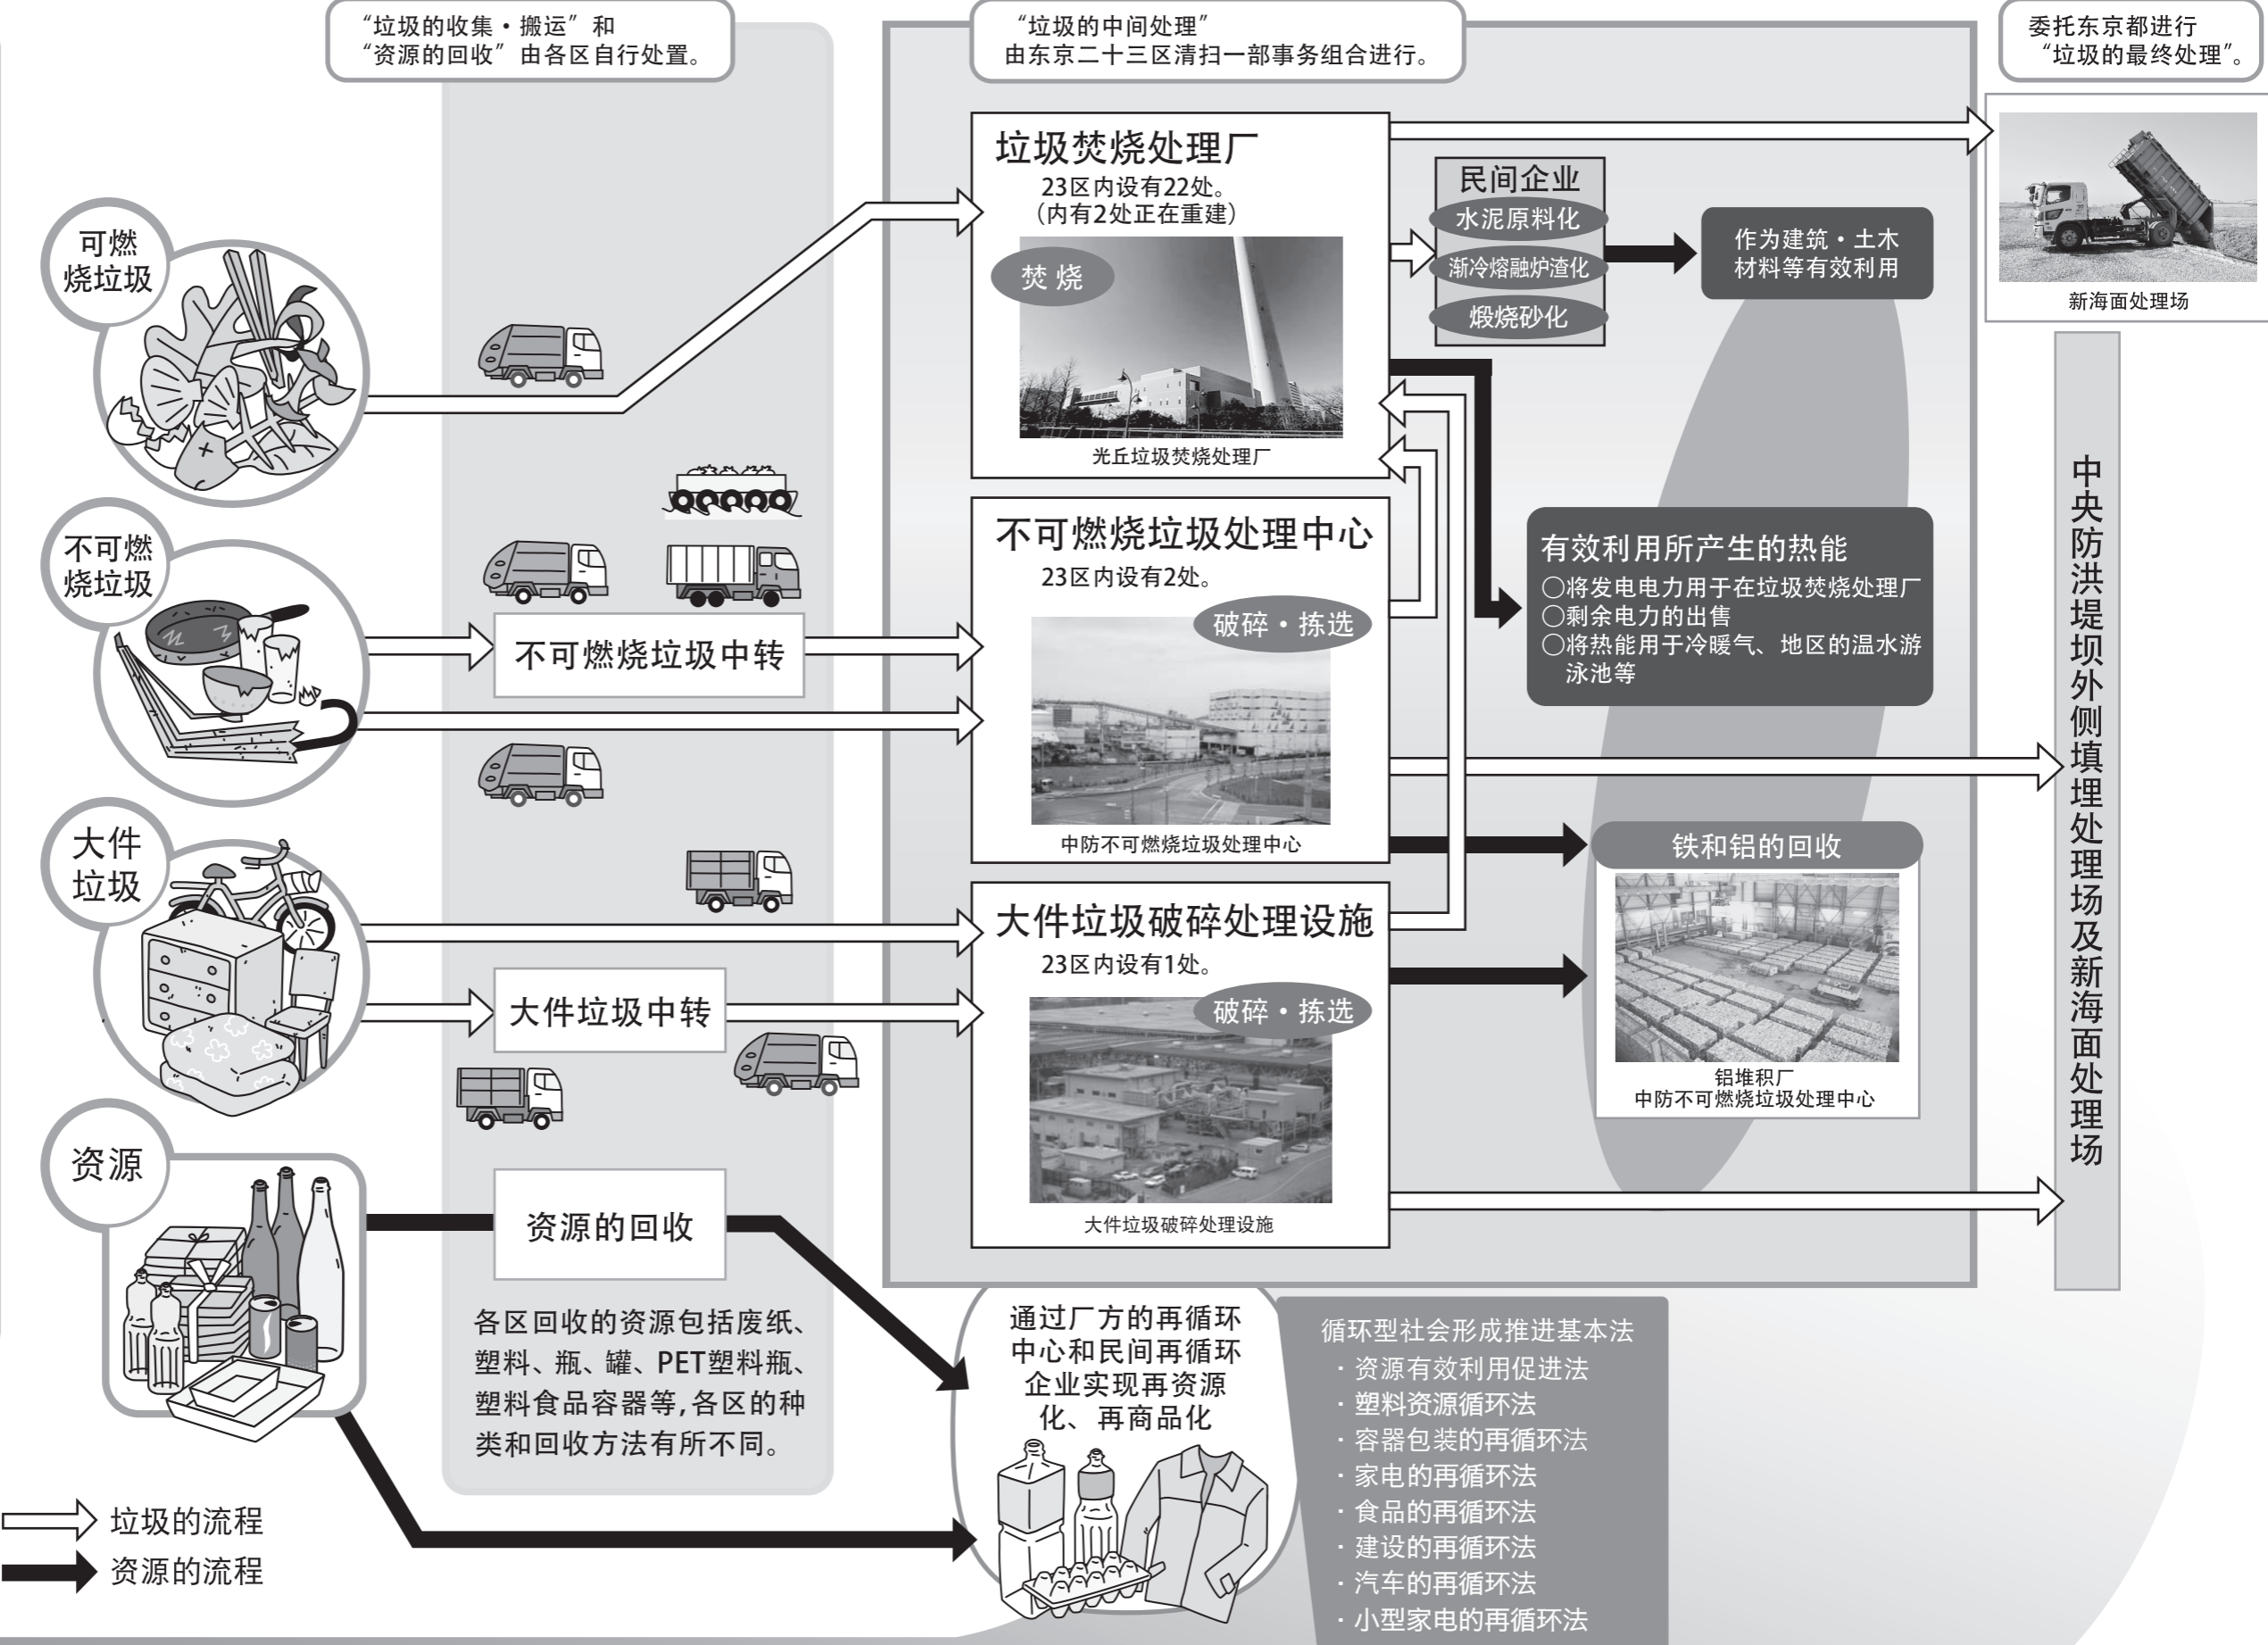 “垃圾的收集・搬运”和
“资源的回收”由各区自行处置。
“垃圾的中间处理”
由东京二十三区清扫一部事务组合进行。
委托东京都进行
“垃圾的最终处理”。
可燃
烧垃圾
垃圾焚烧处理厂
23区内设有22处。
（内有2处正在重建）
焚 烧
光丘垃圾焚烧处理厂
民间企业
水泥原料化
渐冷熔融炉渣化
煅烧砂化
作为建筑・土木
材料等有效利用
新海面处理场
不可燃
烧垃圾
不可燃烧垃圾中转
不可燃烧垃圾处理中心
23区内设有2处。
破碎・拣选
中防不可燃烧垃圾处理中心
有效利用所产生的热能
○将发电电力用于在垃圾焚烧处理厂
○剩余电力的出售
○将热能用于冷暖气、地区的温水游
泳池等
中央防洪堤坝外侧填埋处理场及新海面处理场
大件
垃圾
大件垃圾中转
大件垃圾破碎处理设施
23区内设有1处。
破碎・拣选
大件垃圾破碎处理设施
铁和铝的回收
铝堆积厂
中防不可燃烧垃圾处理中心
资源
资源的回收
各区回收的资源包括废纸、
塑料、瓶、罐、PET塑料瓶、
塑料食品容器等,各区的种
类和回收方法有所不同。
通过厂方的再循环
中心和民间再循环
企业实现再资源
化、再商品化
循环型社会形成推进基本法
・资源有效利用促进法
・塑料资源循环法
・容器包装的再循环法
・家电的再循环法
・食品的再循环法
・建设的再循环法
・汽车的再循环法
・小型家电的再循环法
垃圾的流程
资源的流程